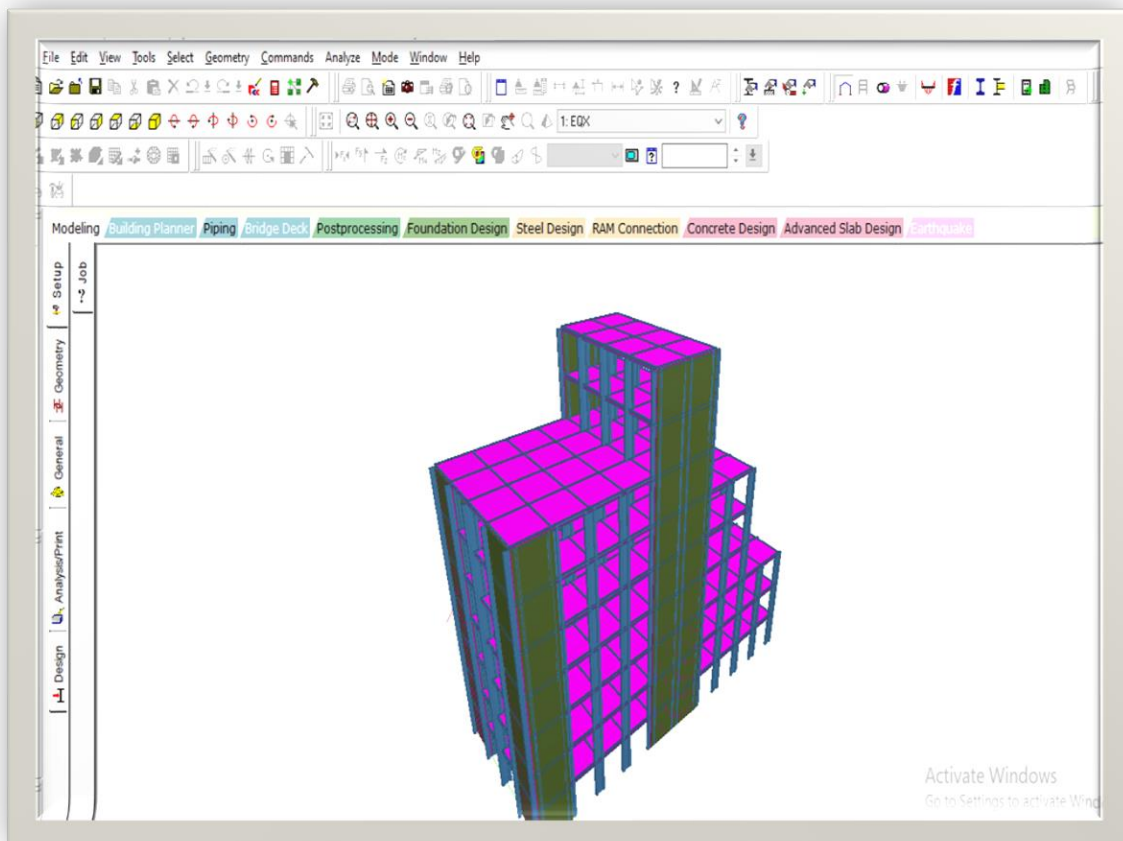 File Edit View Tools Select Geometry Commands Analyze Mode Window Help
1: EQX
Modeling Building Planner Piping Bridge Deck Postprocessing Foundation Design Steel Design RAM Connection Concrete Design Advanced Slab Design Earthquake
Setup
Geometry
General
Analysis/Print
Design
? Job
Activate Windows
Go to Settings to activate Wind